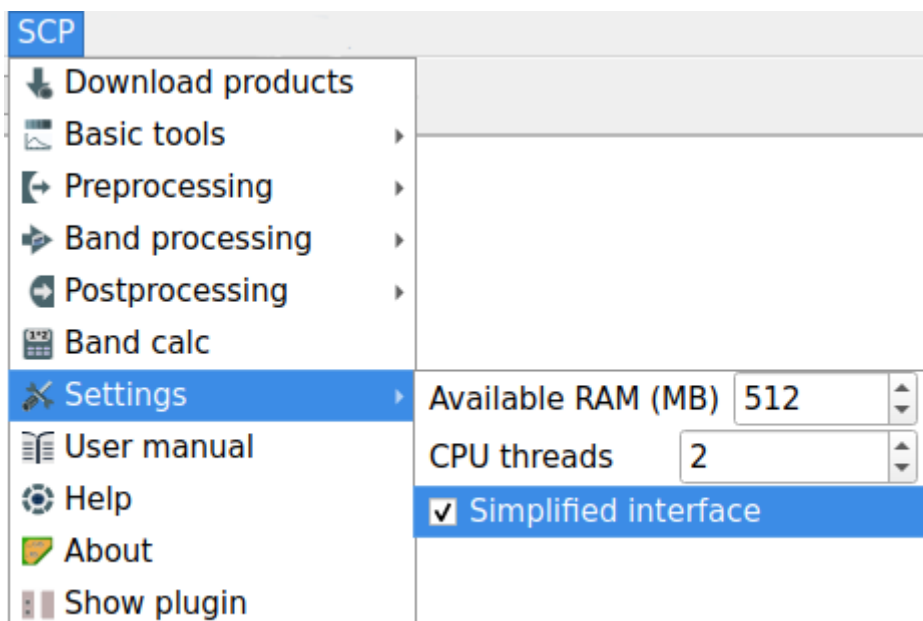 SCP
Download products
Basic tools
Preprocessing
Band processing
Postprocessing
Band calc
Settings
Available RAM (MB) 512
CPU threads 2
Simplified interface
User manual
Help
About
Show plugin